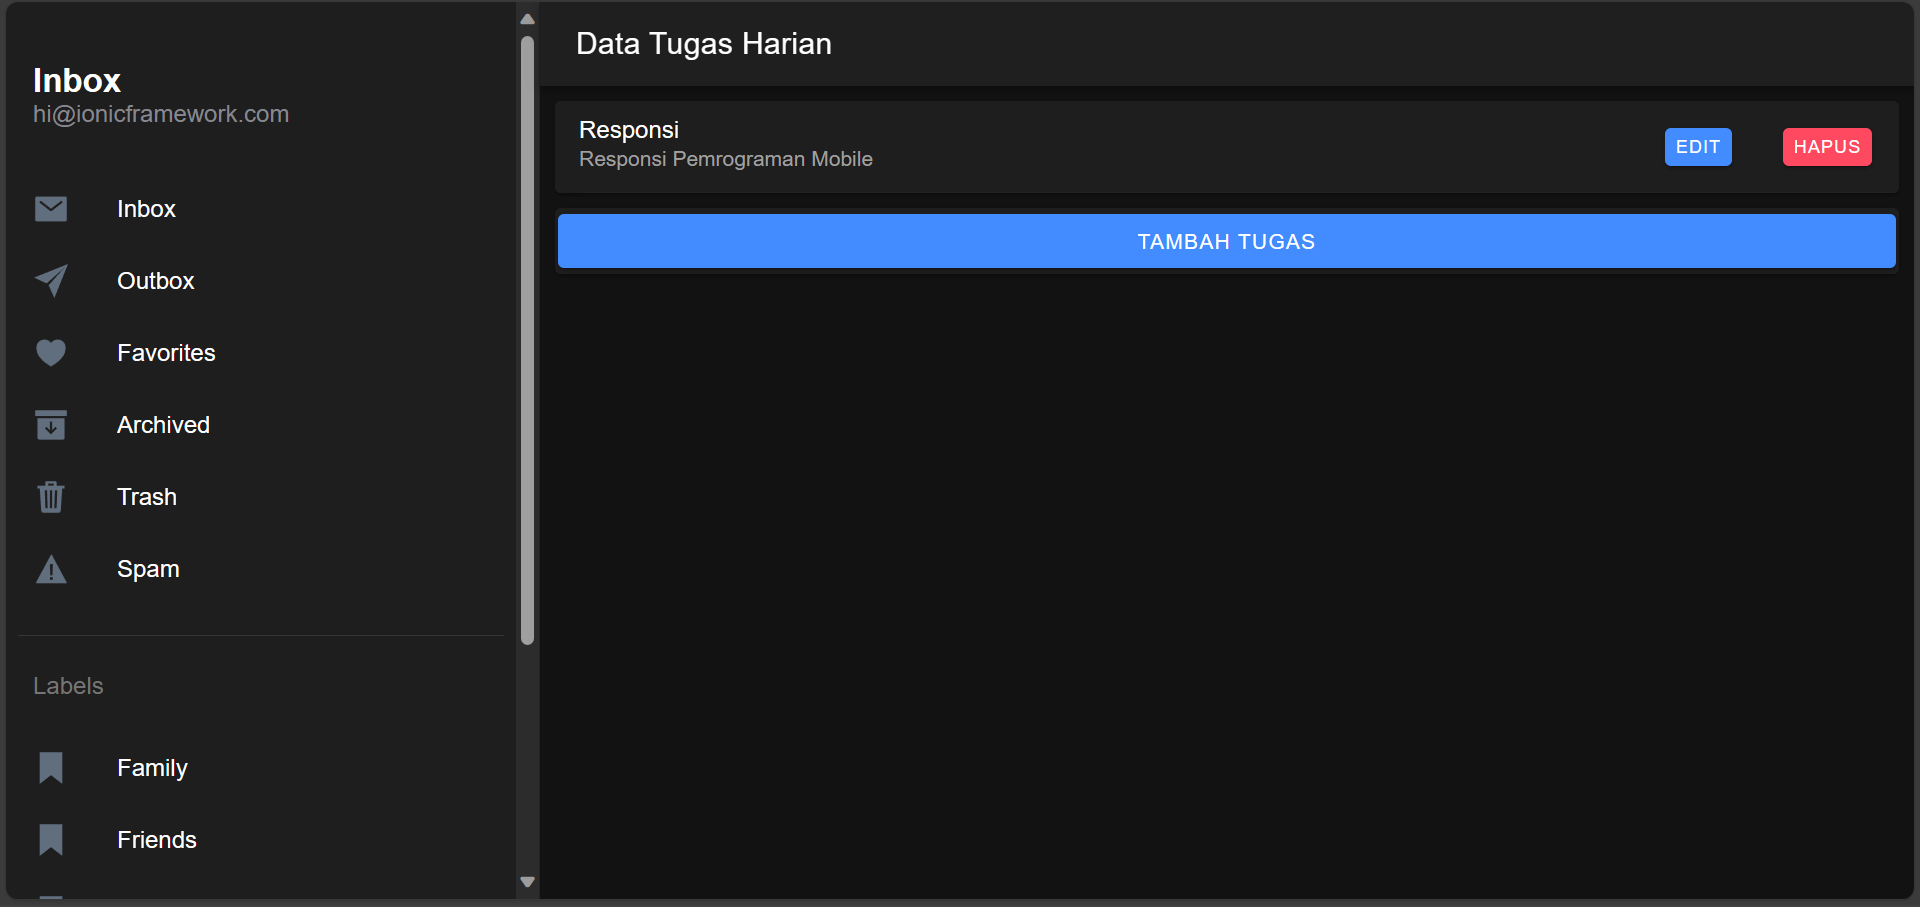 Inbox
hi@ionicframework.com
Inbox
Outbox
Favorites
Archived
Trash
Spam
Labels
Family
Friends
Data Tugas Harian
Responsi
Responsi Pemrograman Mobile
EDIT
HAPUS
TAMBAH TUGAS